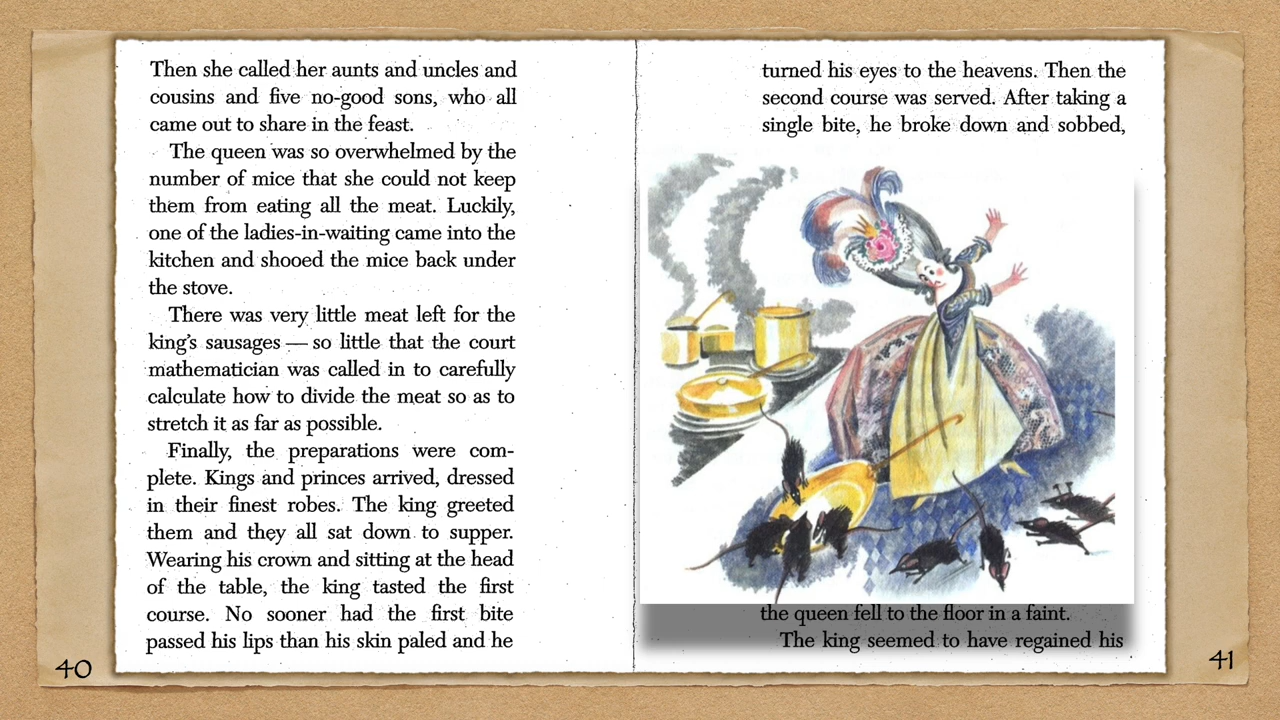 Then she called her aunts and uncles and
cousins and five no-good sons, who all
came out to share in the feast.
The queen was so overwhelmed by the
number of mice that she could not keep
them from eating all the meat. Luckily,
one of the ladies-in-waiting came into the
kitchen and shooed the mice back under
the stove.
There was very little meat left for the
king's sausages — so little that the court
mathematician was called in to carefully
calculate how to divide the meat so as to
stretch it as far as possible.
Finally, the preparations were com-
plete. Kings and princes arrived, dressed
in their finest robes. The king greeted
them and they all sat down to supper.
Wearing his crown and sitting at the head
of the table, the king tasted the first
course. No sooner had the first bite
passed his lips than his skin paled and he
40
turned his eyes to the heavens. Then the
second course was served. After taking a
single bite, he broke down and sobbed,
the queen fell to the floor in a faint.
The king seemed to have regained his
41